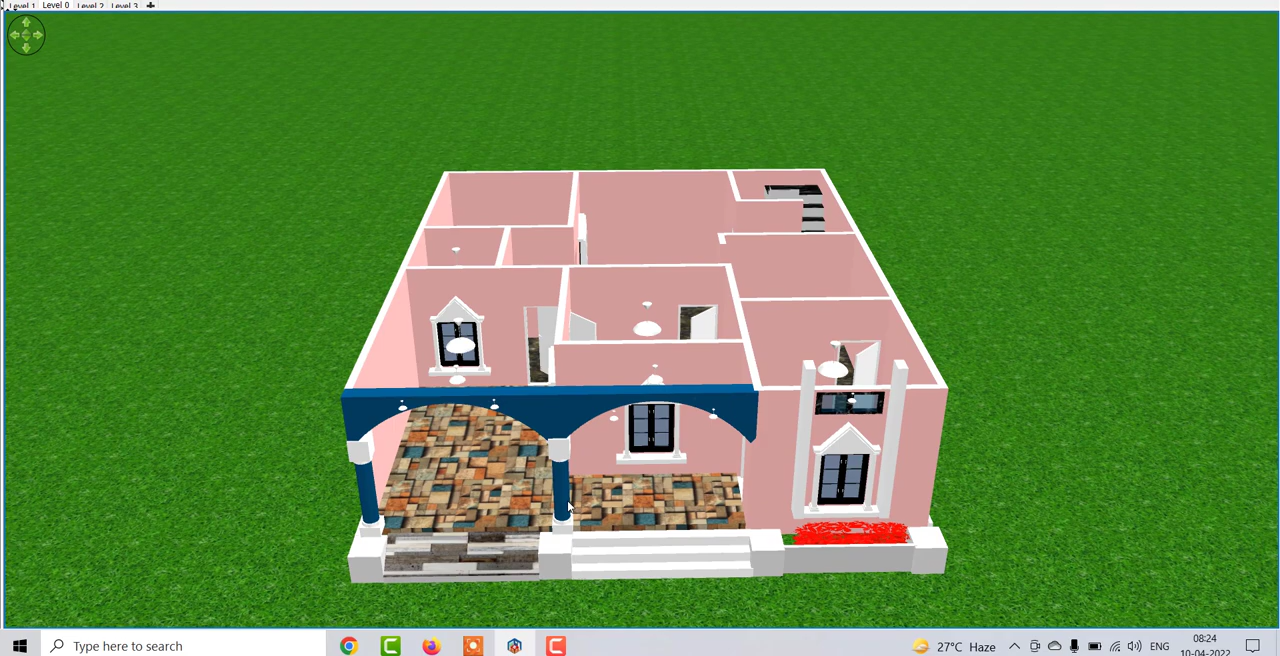 Level 1 Level 0 Level 2 Level 3
Type here to search
27°C Haze
ENG
08:24
10-04-2022